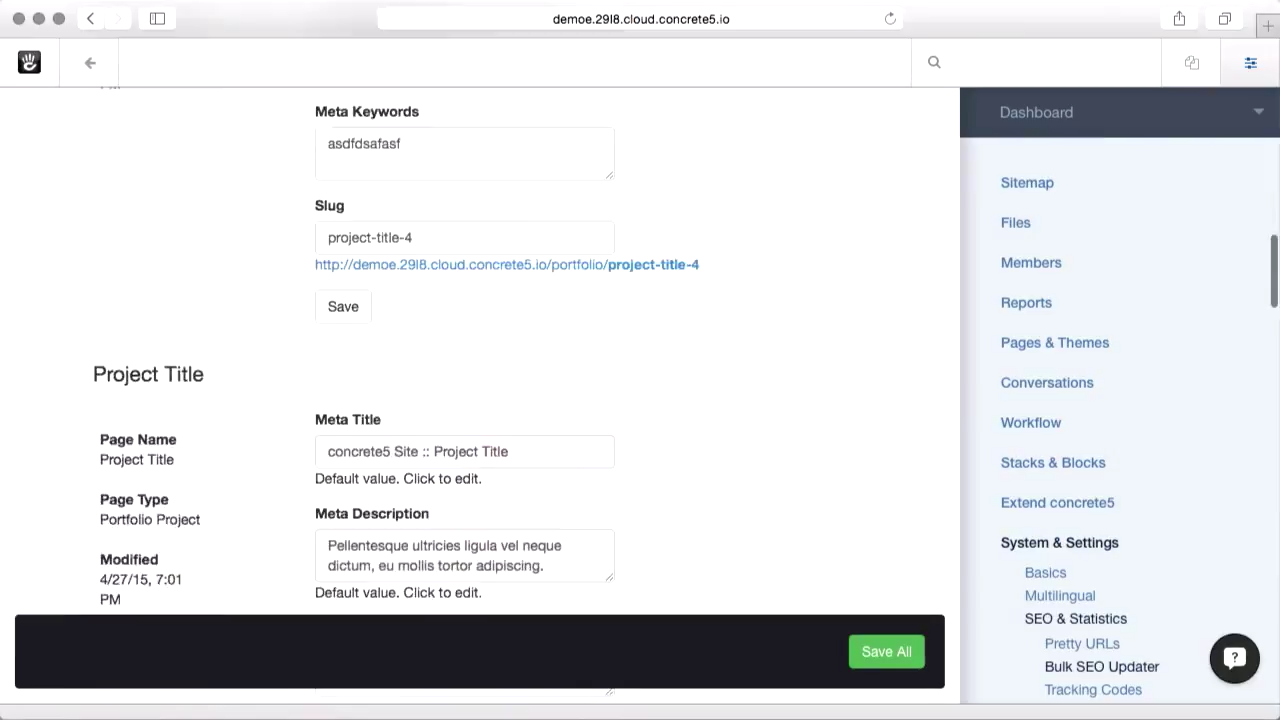 demoe.29l8.cloud.concrete5.io
Meta Keywords
asdfdsafasf
Slug
project-title-4
http://demoe.29l8.cloud.concrete5.io/portfolio/project-title-4
Save
Project Title
Page Name
Project Title
Page Type
Portfolio Project
Modified
4/27/15, 7:01
PM
Meta Title
concrete5 Site :: Project Title
Default value. Click to edit.
Meta Description
Pellentesque ultricies ligula vel neque
dictum, eu mollis tortor adipiscing.
Default value. Click to edit.
Save All
Dashboard
Sitemap
Files
Members
Reports
Pages & Themes
Conversations
Workflow
Stacks & Blocks
Extend concrete5
System & Settings
Basics
Multilingual
SEO & Statistics
Pretty URLs
Bulk SEO Updater
Tracking Codes
?